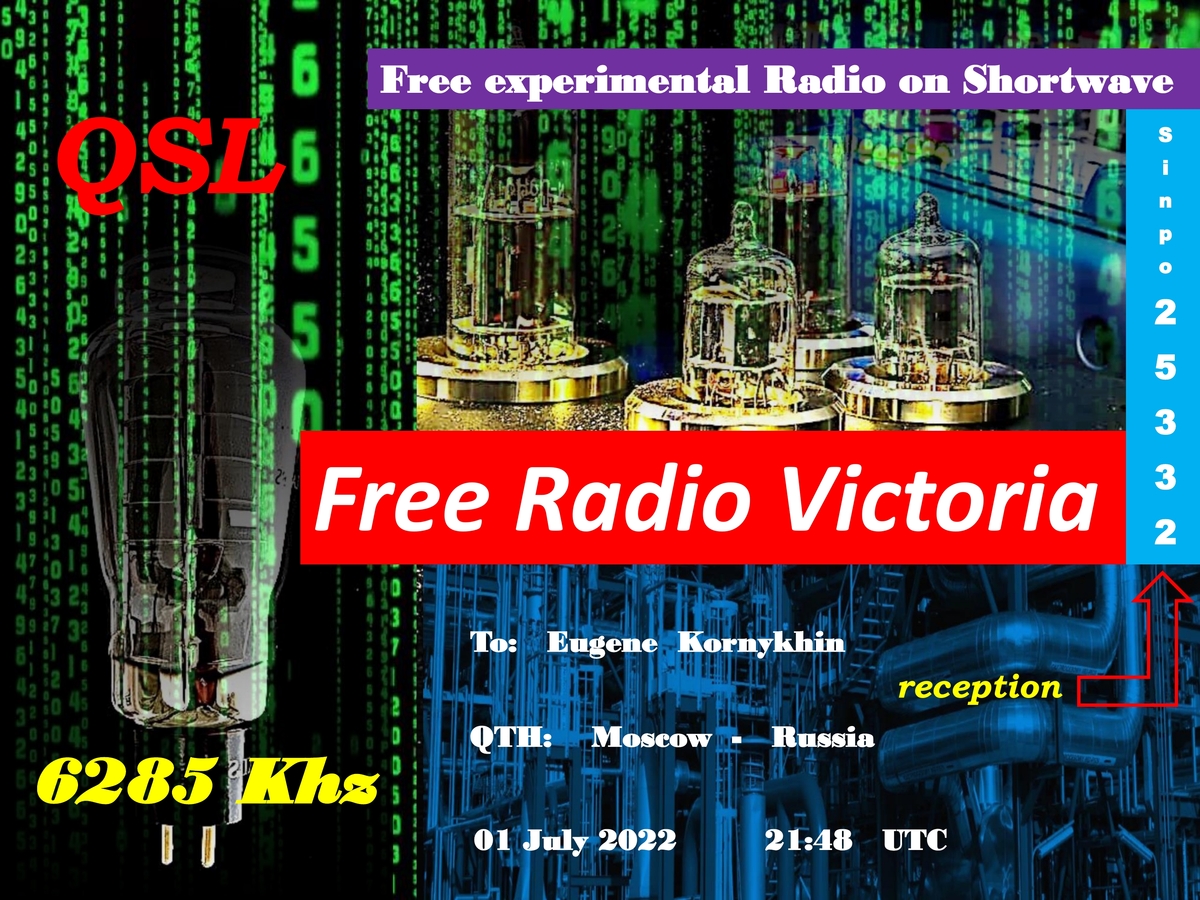 Free experimental Radio on Shortwave
QSL
Sinpo
2
5
3
3
2
Free Radio Victoria
To: Eugene Kornykhin
reception
QTH: Moscow - Russia
6285 Khz
01 July 2022 21:48 UTC